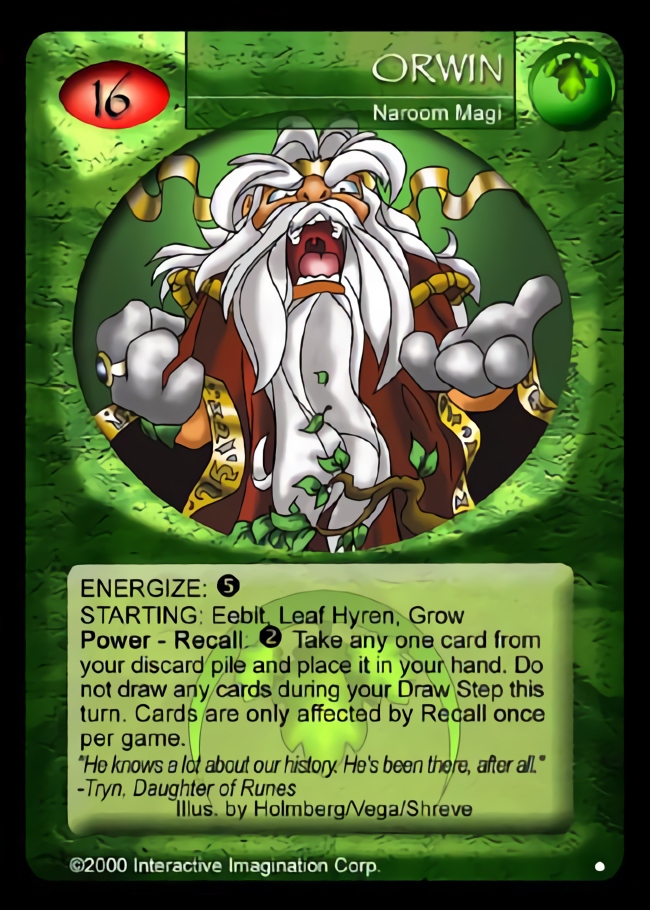 16
ORWIN
Naroom Magi
ENERGIZE: ❺
STARTING: Eeblt, Leaf Hyren, Grow
Power - Recall: ❷ Take any one card from
your discard pile and place it in your hand. Do
not draw any cards during your Draw Step this
turn. Cards are only affected by Recall once
per game.
"He knows a lot about our history. He's been there, after all."
-Tryn, Daughter of Runes
Illus. by Holmberg/Vega/Shreve
©2000 Interactive Imagination Corp.